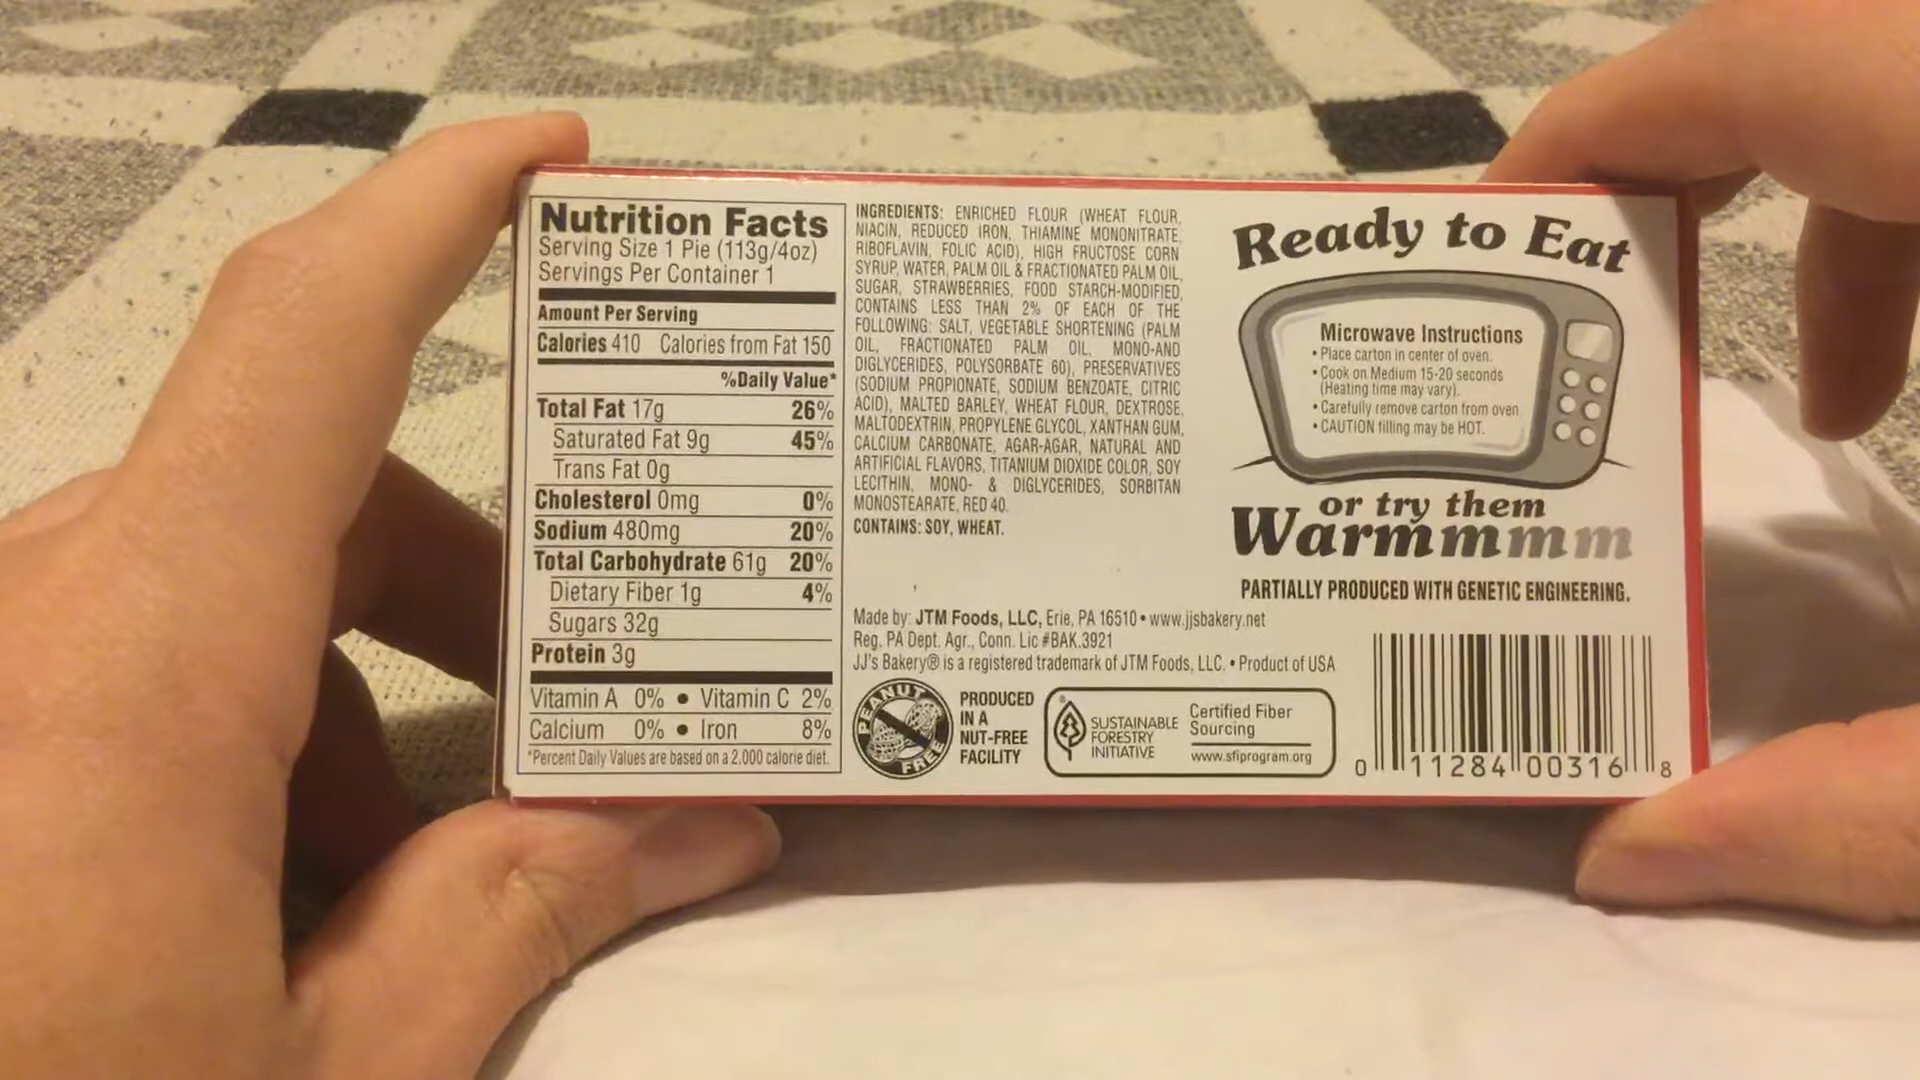 Nutrition Facts
Serving Size 1 Pie (113g/4oz)
Servings Per Container 1
Amount Per Serving
Calories 410 Calories from Fat 150
%Daily Value*
Total Fat 17g 26%
Saturated Fat 9g 45%
Trans Fat 0g
Cholesterol 0mg 0%
Sodium 480mg 20%
Total Carbohydrate 61g 20%
Dietary Fiber 1g 4%
Sugars 32g
Protein 3g
Vitamin A 0% • Vitamin C 2%
Calcium 0% • Iron 8%
*Percent Daily Values are based on a 2,000 calorie diet.
INGREDIENTS: ENRICHED FLOUR (WHEAT FLOUR,
NIACIN, REDUCED IRON, THIAMINE MONONITRATE,
RIBOFLAVIN, FOLIC ACID), HIGH FRUCTOSE CORN
SYRUP, WATER, PALM OIL & FRACTIONATED PALM OIL,
SUGAR, STRAWBERRIES, FOOD STARCH-MODIFIED,
CONTAINS LESS THAN 2% OF EACH OF THE
FOLLOWING: SALT, VEGETABLE SHORTENING (PALM
OIL, FRACTIONATED PALM OIL, MONO-AND
DIGLYCERIDES, POLYSORBATE 60), PRESERVATIVES
(SODIUM PROPIONATE, SODIUM BENZOATE, CITRIC
ACID), MALTED BARLEY, WHEAT FLOUR, DEXTROSE,
MALTODEXTRIN, PROPYLENE GLYCOL, XANTHAN GUM,
CALCIUM CARBONATE, AGAR-AGAR, NATURAL AND
ARTIFICIAL FLAVORS, TITANIUM DIOXIDE COLOR, SOY
LECITHIN, MONO- & DIGLYCERIDES, SORBITAN
MONOSTEARATE, RED 40.
CONTAINS: SOY, WHEAT.
Made by: JTM Foods, LLC, Erie, PA 16510 • www.jjsbakery.net
Reg. PA Dept. Agr., Conn. Lic #BAK.3921
JJ's Bakery® is a registered trademark of JTM Foods, LLC. • Product of USA
PEANUT
FREE
PRODUCED
IN A
NUT-FREE
FACILITY
SUSTAINABLE
FORESTRY
INITIATIVE
Certified Fiber
Sourcing
www.sfiprogram.org
Ready to Eat
Microwave Instructions
• Place carton in center of oven.
• Cook on Medium 15-20 seconds
(Heating time may vary).
• Carefully remove carton from oven
• CAUTION filling may be HOT.
or try them
Warmmmm
PARTIALLY PRODUCED WITH GENETIC ENGINEERING.
0 11284 00316 8